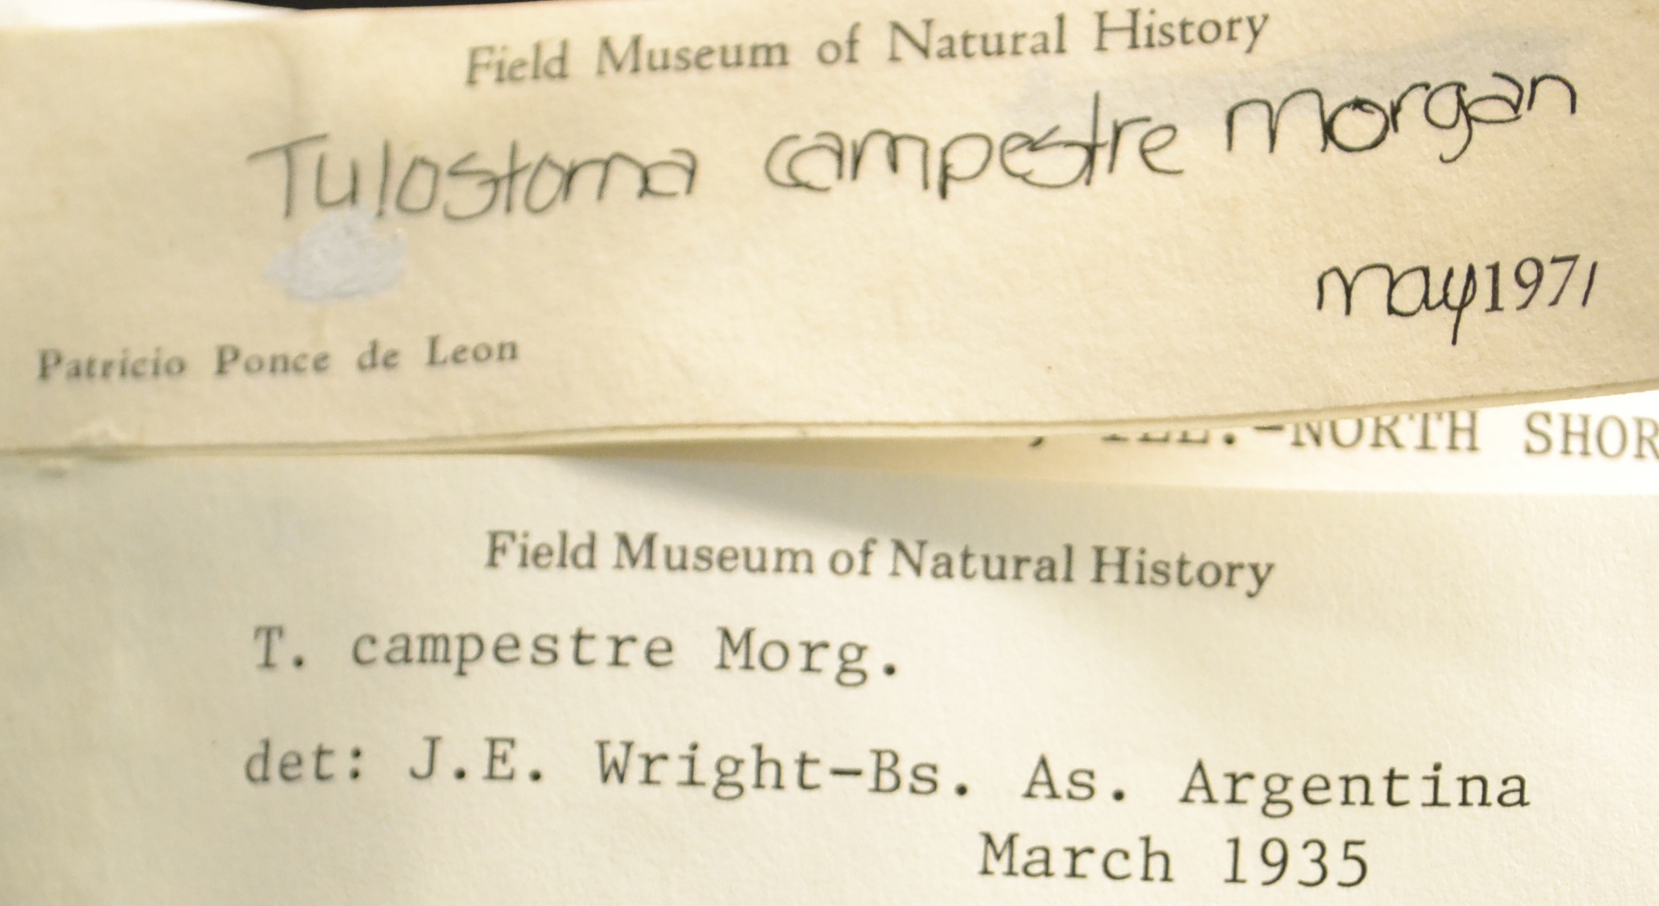 Field Museum of Natural History
Tulostoma campestre Morgan
May 1971
Patricio Ponce de Leon
NORTH SHOR
Field Museum of Natural History
T. campestre Morg.
det: J.E. Wright-Bs. As. Argentina
March 1935